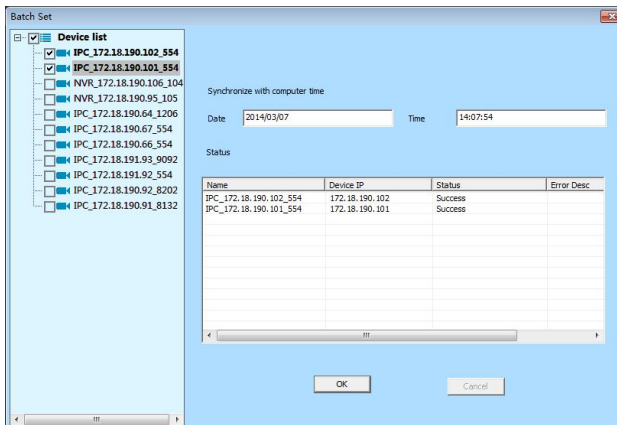 Batch Set
Device list
IPC_172.18.190.102_554
IPC_172.18.190.101_554
NVR_172.18.190.106_104
NVR_172.18.190.95_105
IPC_172.18.190.64_1206
IPC_172.18.190.67_554
IPC_172.18.190.66_554
IPC_172.18.191.93_9092
IPC_172.18.191.92_554
IPC_172.18.190.92_8202
IPC_172.18.190.91_8132
Synchronize with computer time
Date 2014/03/07 Time 14:07:54
Status
Name Device IP Status Error Desc
IPC_172.18.190.102_554 172.18.190.102 Success
IPC_172.18.190.101_554 172.18.190.101 Success
OK Cancel